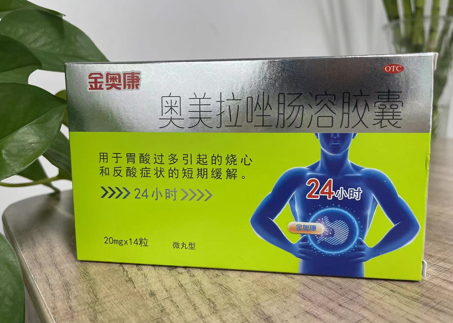 金奥康
OTC
奥美拉唑肠溶胶囊
用于胃酸过多引起的烧心
和反酸症状的短期缓解。
>>>> 24小时 >>>>
24小时
金奥康
20mg×14粒 微丸型